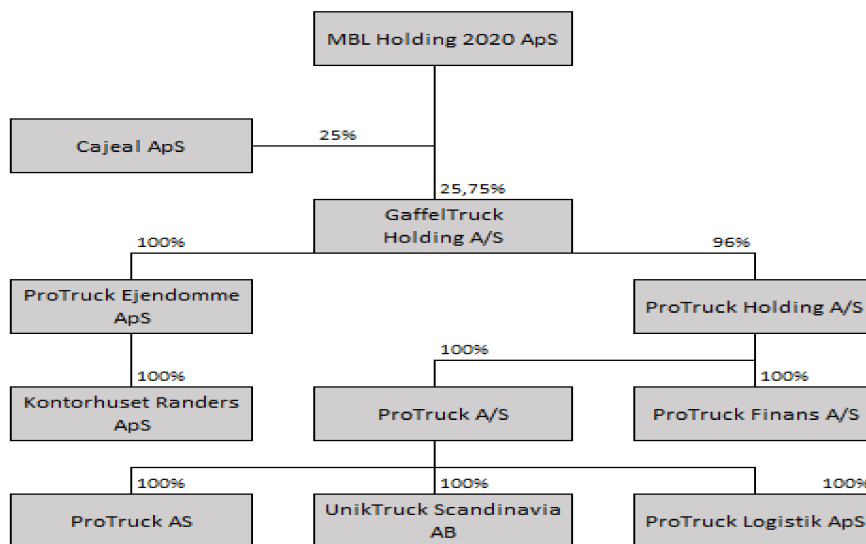 MBL Holding 2020 ApS
Cajeal ApS
25%
25,75%
GaffelTruck
Holding A/S
100%
96%
ProTruck Ejendomme
ApS
ProTruck Holding A/S
100%
100%
100%
Kontorhuset Randers
ApS
ProTruck A/S
ProTruck Finans A/S
100%
100%
100%
ProTruck AS
UnikTruck Scandinavia
AB
ProTruck Logistik ApS